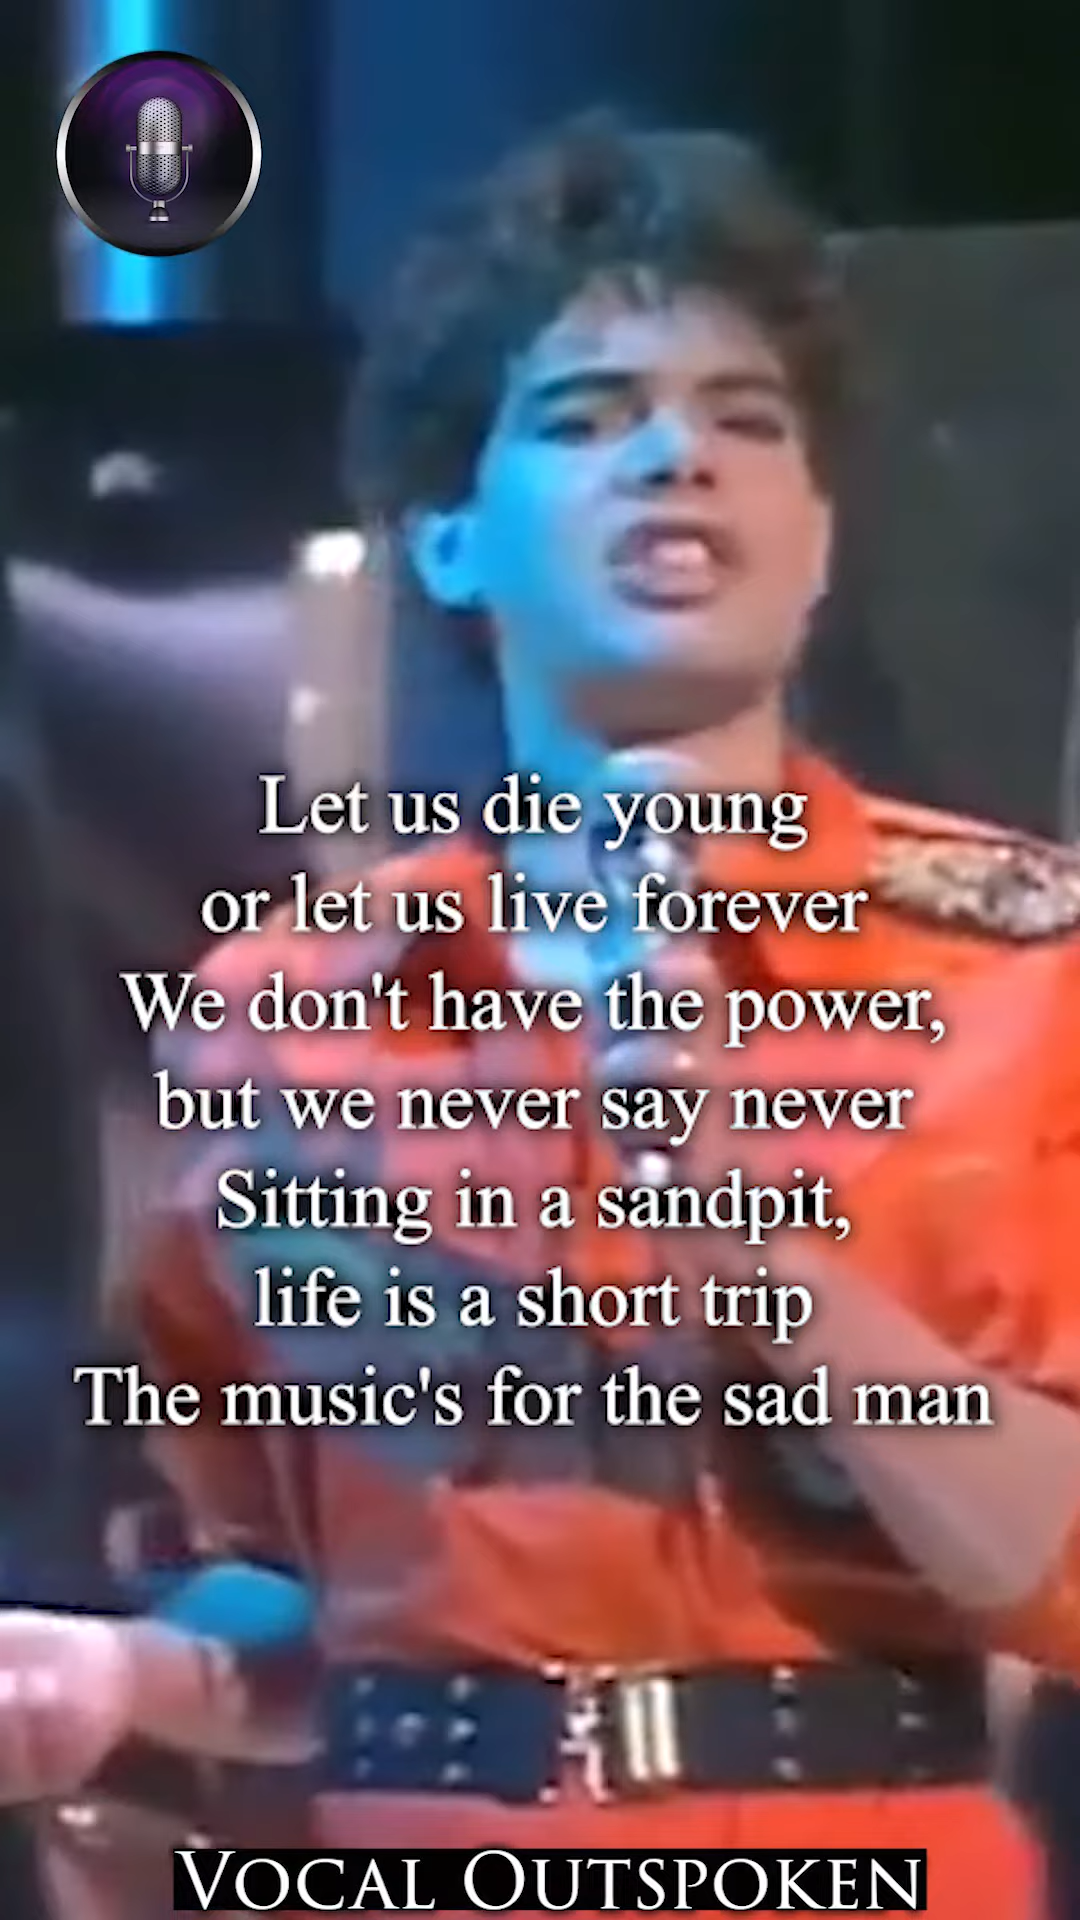 Let us die young
or let us live forever
We don't have the power,
but we never say never
Sitting in a sandpit,
life is a short trip
The music's for the sad man
VOCAL OUTSPOKEN